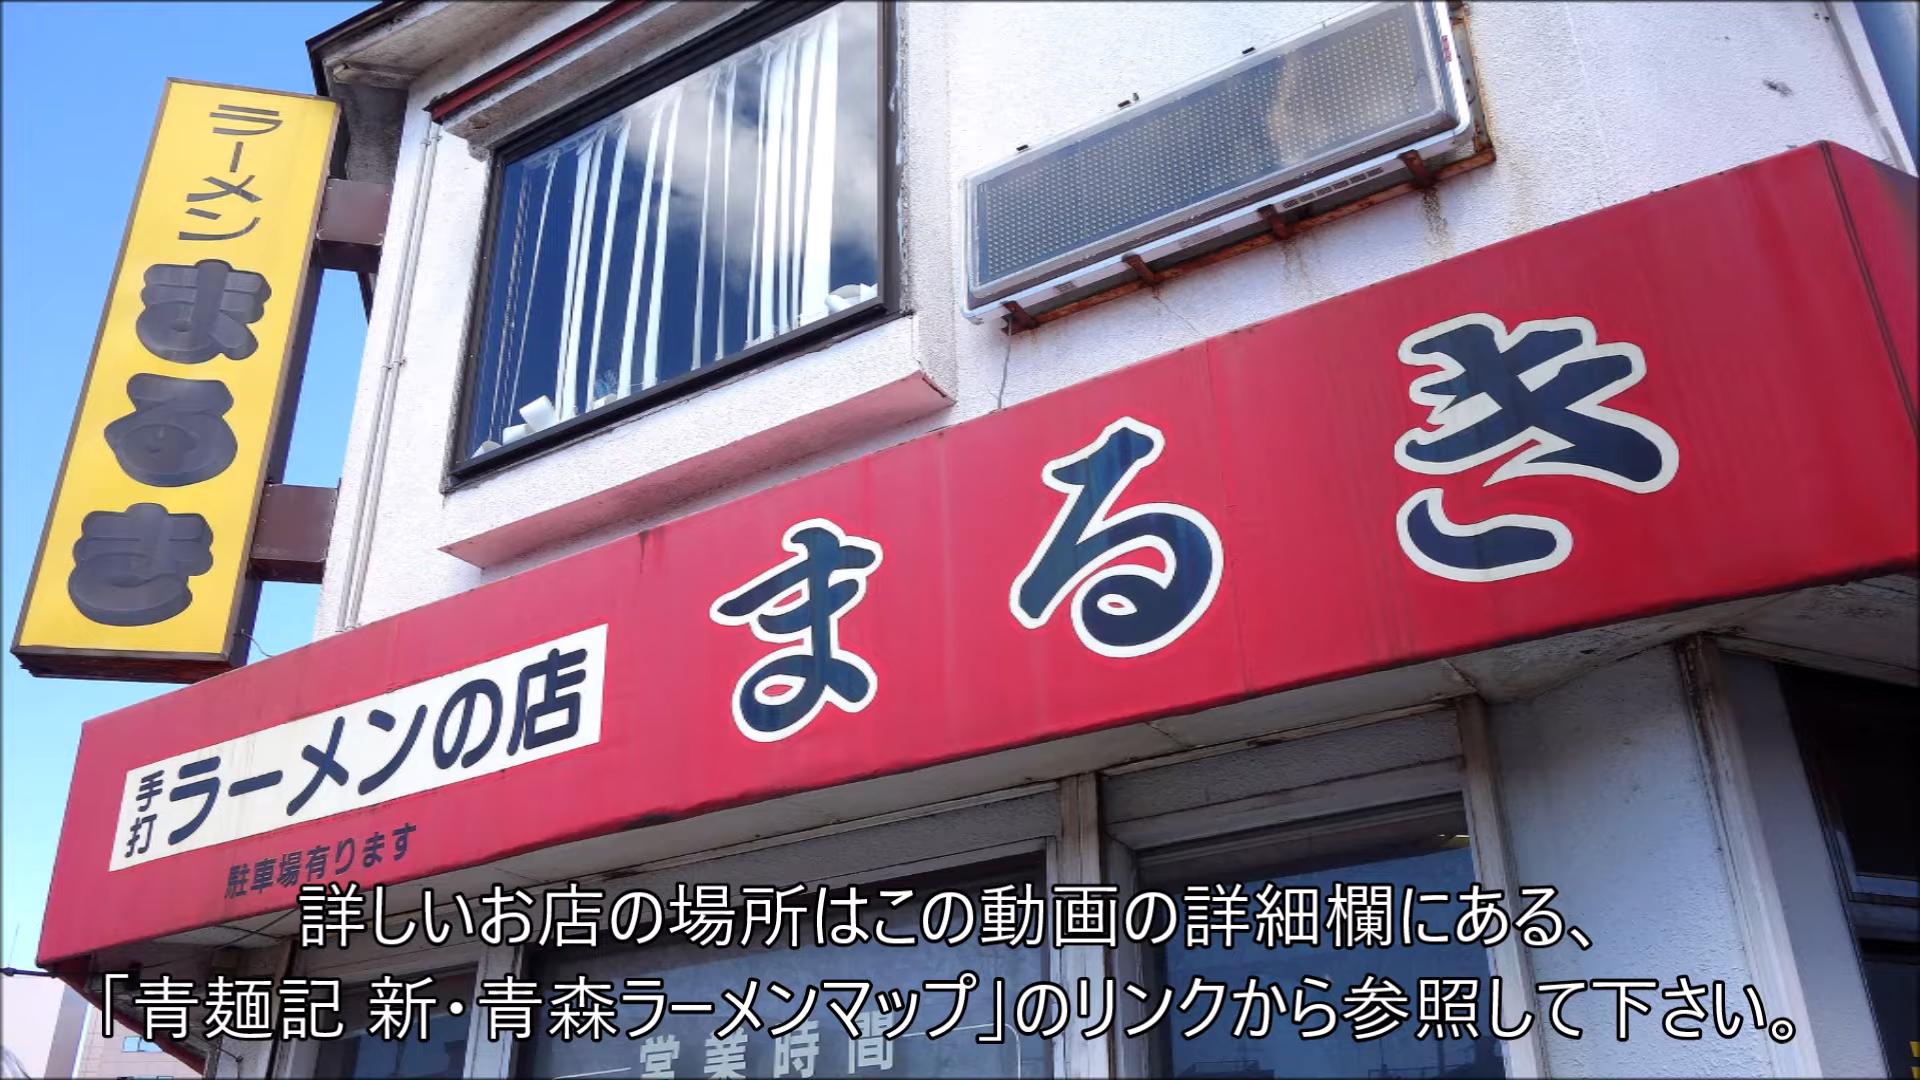 ラーメン
まるき
まるき
手打
ラーメンの店
駐車場有ります
詳しいお店の場所はこの動画の詳細欄にある、
「青麺記 新・青森ラーメンマップ」のリンクから参照して下さい。
営業時間